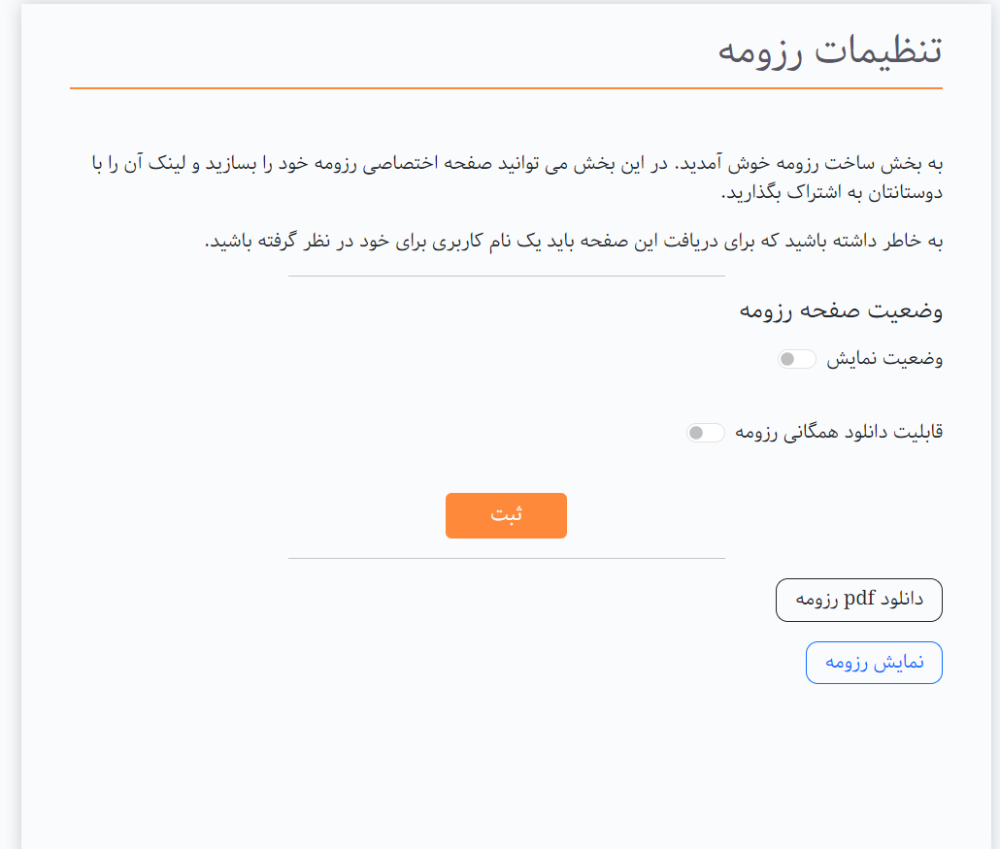 تنظیمات رزومه
به بخش ساخت رزومه خوش آمدید. در این بخش می توانید صفحه اختصاصی رزومه خود را بسازید و لینک آن را با
دوستانتان به اشتراک بگذارید.
به خاطر داشته باشید که برای دریافت این صفحه باید یک نام کاربری برای خود در نظر گرفته باشید.
وضعیت صفحه رزومه
وضعیت نمایش
قابلیت دانلود همگانی رزومه
ثبت
دانلود pdf رزومه
نمایش رزومه